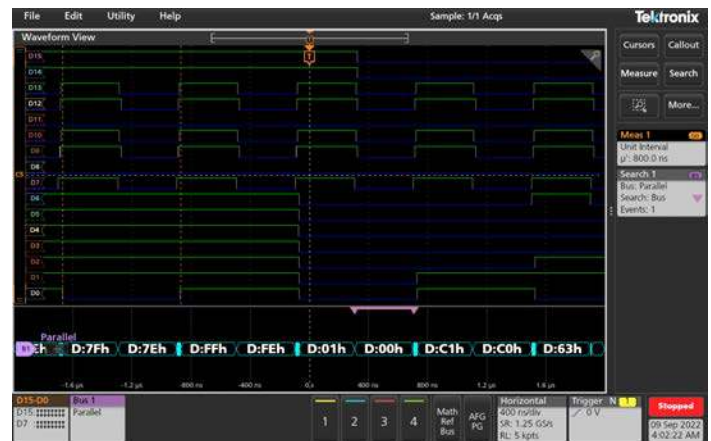 File Edit Utility Help Sample: 1/1 Acqs Tektronix
Waveform View
Cursors Callout
Measure Search
More...
D15
D14
D13
D12
D11
D10
D9
D8
D7
D6
D5
D4
D3
D2
D1
D0
Meas 1
Unit Interval
µ': 800.0 ns
Search 1
Bus: Parallel
Search: Bus
Events: 1
Parallel
D:7Fh D:7Eh D:FFh D:FEh D:01h D:00h D:C1h D:C0h D:63h
-1.6 µs -1.2 µs -800 ns -400 ns 0 s 400 ns 800 ns 1.2 µs 1.6 µs
D15-D0
D15
D7
Bus 1
Parallel
1 2 3 4
Math
Ref
Bus
AFG
PG
Horizontal
400 ns/div
SR: 1.25 GS/s
RL: 5 kpts
Trigger N 1
0 V
Stopped
09 Sep 2022
4:02:22 AM